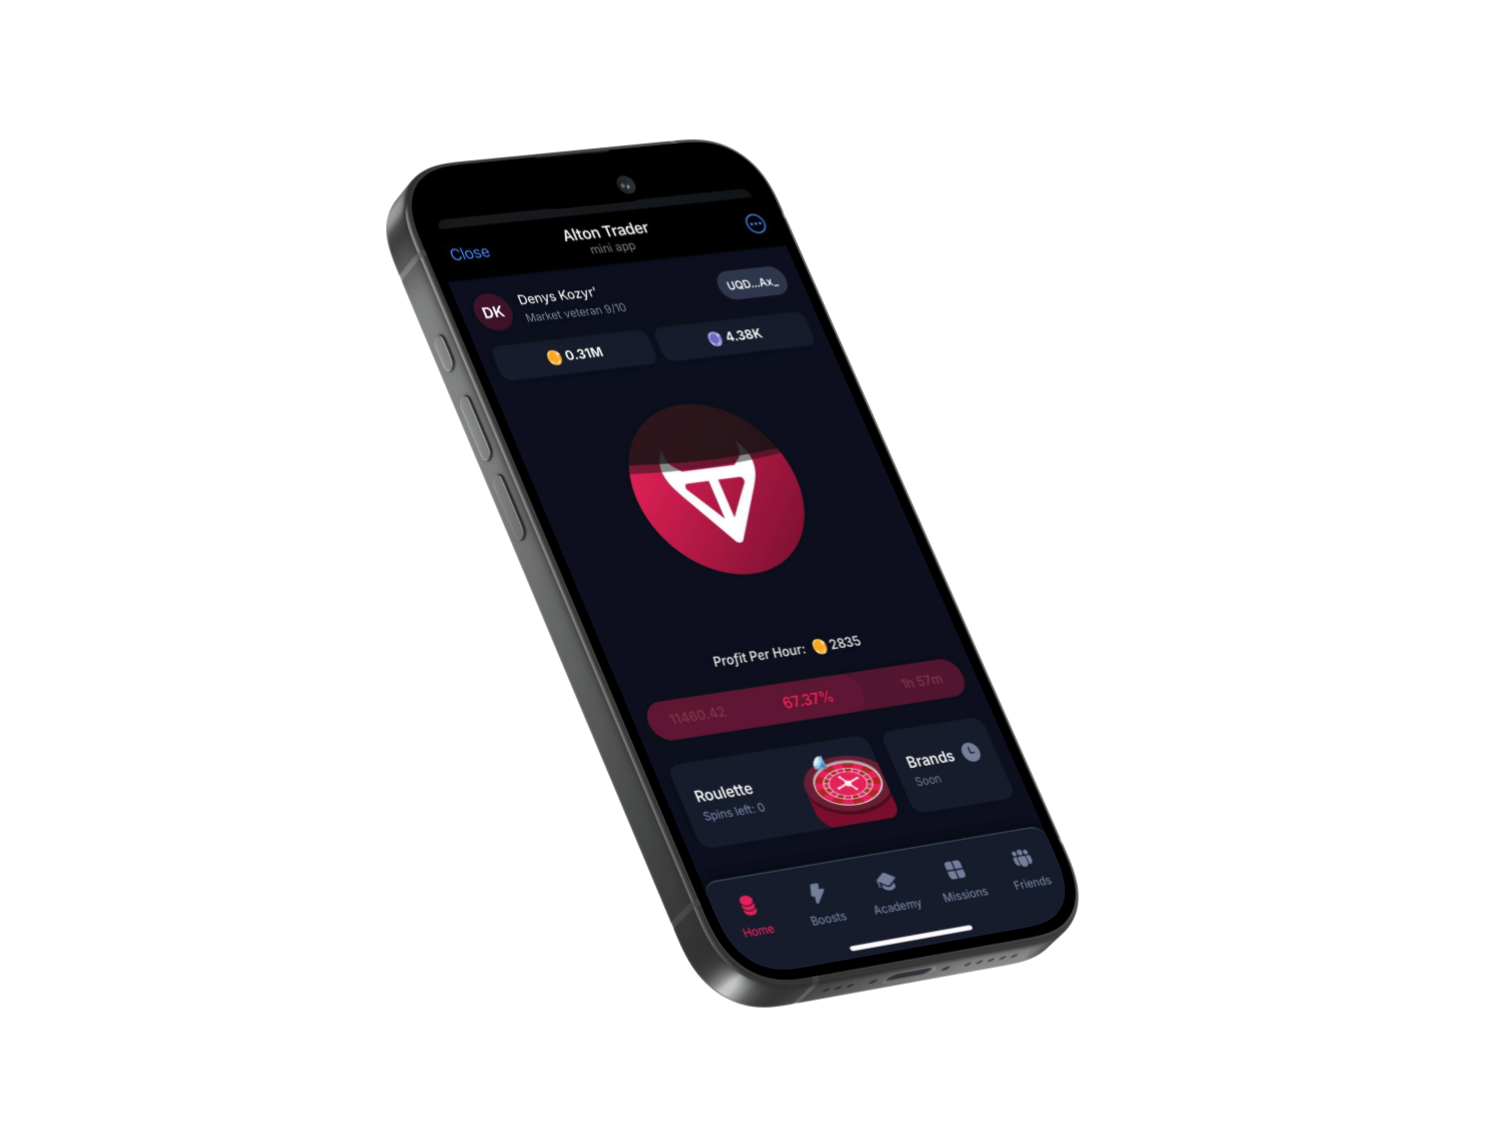 Alton Trader
Close
mini app
DK
Denys Kozyr'
Market veteran 9/10
UQD...Ax_
0.31M
4.38K
Profit Per Hour: 2835
11460.42
67.37%
1h 57m
Roulette
Spins left: 0
Brands
Soon
Home
Boosts
Academy
Missions
Friends